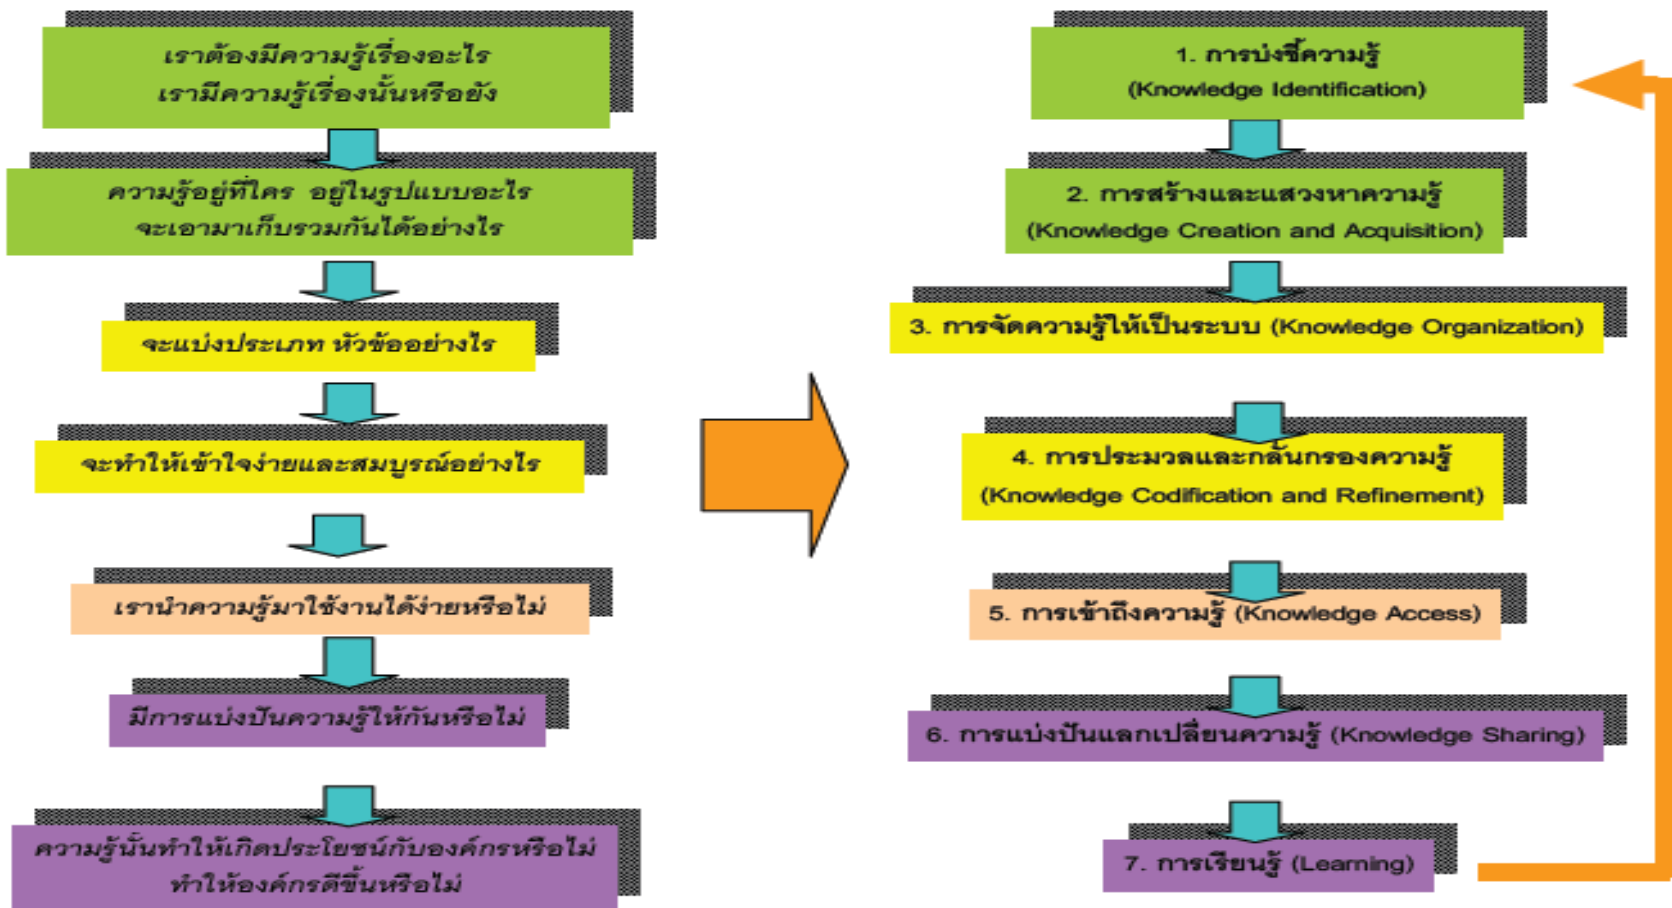 เราต้องมีความรู้เรื่องอะไร
เรามีความรู้เรื่องนั้นหรือยัง
ความรู้อยู่ที่ใคร อยู่ในรูปแบบอะไร
จะเอามาเก็บรวมกันได้อย่างไร
จะแบ่งประเภท หัวข้ออย่างไร
จะทำให้เข้าใจง่ายและสมบูรณ์อย่างไร
เรานำความรู้มาใช้งานได้ง่ายหรือไม่
มีการแบ่งปันความรู้ให้กันหรือไม่
ความรู้นั้นทำให้เกิดประโยชน์กับองค์กรหรือไม่
ทำให้องค์กรดีขึ้นหรือไม่
1. การบ่งชี้ความรู้
(Knowledge Identification)
2. การสร้างและแสวงหาความรู้
(Knowledge Creation and Acquisition)
3. การจัดความรู้ให้เป็นระบบ (Knowledge Organization)
4. การประมวลและกลั่นกรองความรู้
(Knowledge Codification and Refinement)
5. การเข้าถึงความรู้ (Knowledge Access)
6. การแบ่งปันแลกเปลี่ยนความรู้ (Knowledge Sharing)
7. การเรียนรู้ (Learning)